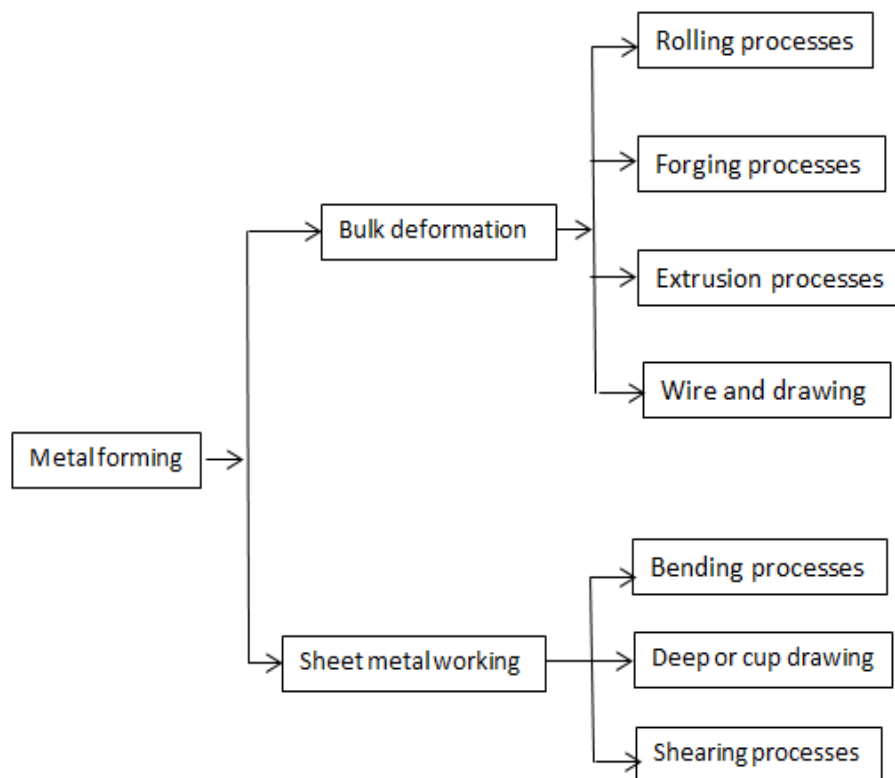 Metal forming
Bulk deformation
Rolling processes
Forging processes
Extrusion processes
Wire and drawing
Sheet metal working
Bending processes
Deep or cup drawing
Shearing processes